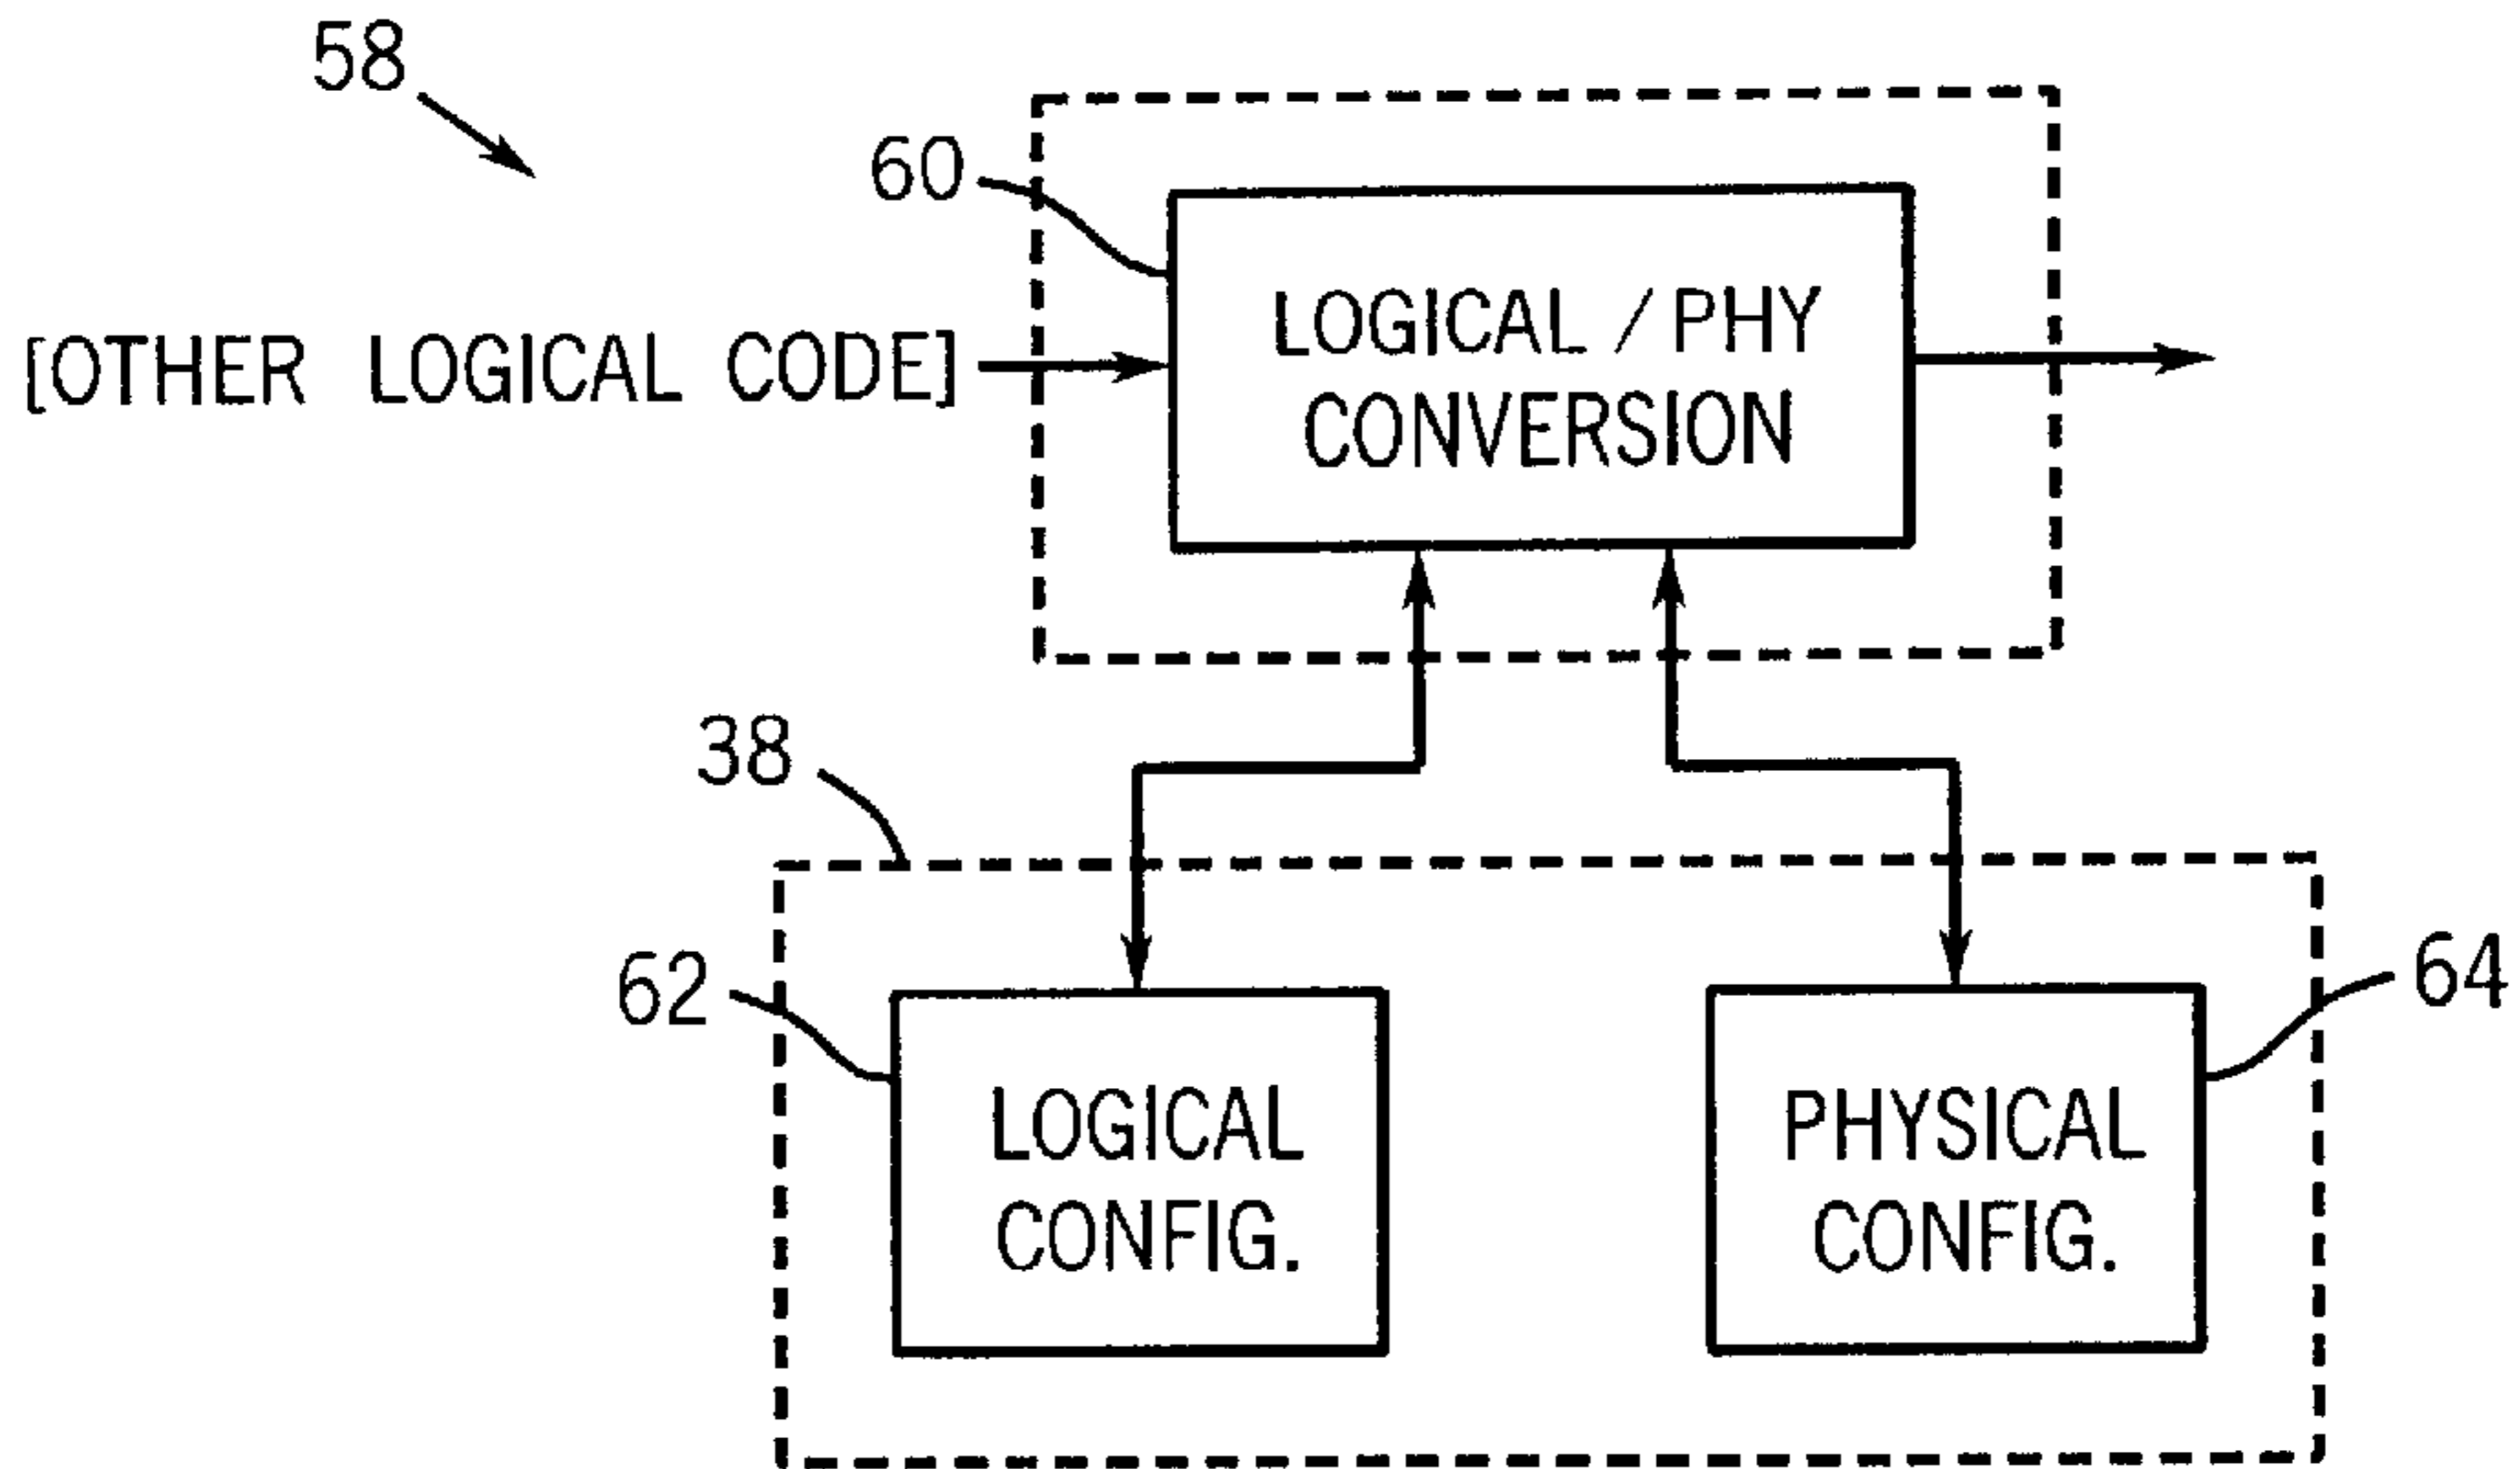 58
60
[OTHER LOGICAL CODE]
LOGICAL / PHY
CONVERSION
38
62
64
LOGICAL
CONFIG.
PHYSICAL
CONFIG.